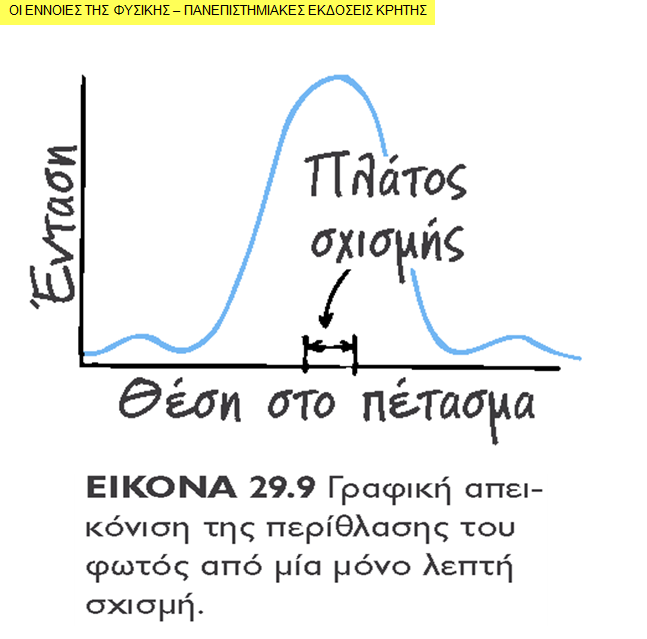 ΟΙ ΕΝΝΟΙΕΣ ΤΗΣ ΦΥΣΙΚΗΣ – ΠΑΝΕΠΙΣΤΗΜΙΑΚΕΣ ΕΚΔΟΣΕΙΣ ΚΡΗΤΗΣ
Ένταση
Πλάτος
σχισμής
Θέση στο πέτασμα
ΕΙΚΟΝΑ 29.9 Γραφική απει-
κόνιση της περίθλασης του
φωτός από μία μόνο λεπτή
σχισμή.